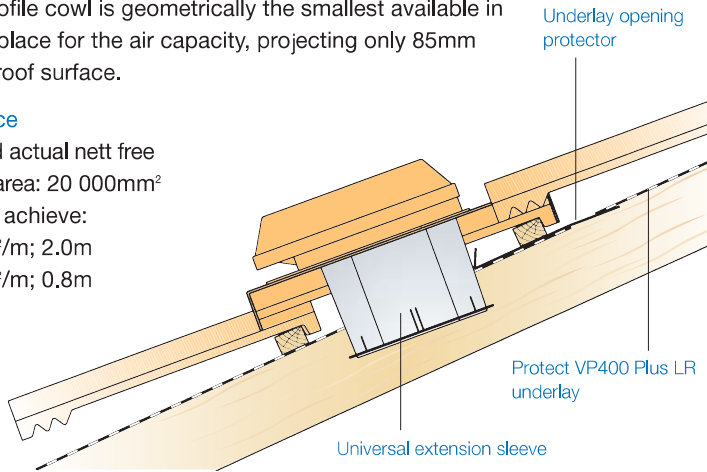 ofile cowl is geometrically the smallest available in
place for the air capacity, projecting only 85mm
roof surface.
ce
d actual nett free
area: 20 000mm²
achieve:
²/m; 2.0m
²/m; 0.8m
Underlay opening
protector
Protect VP400 Plus LR
underlay
Universal extension sleeve